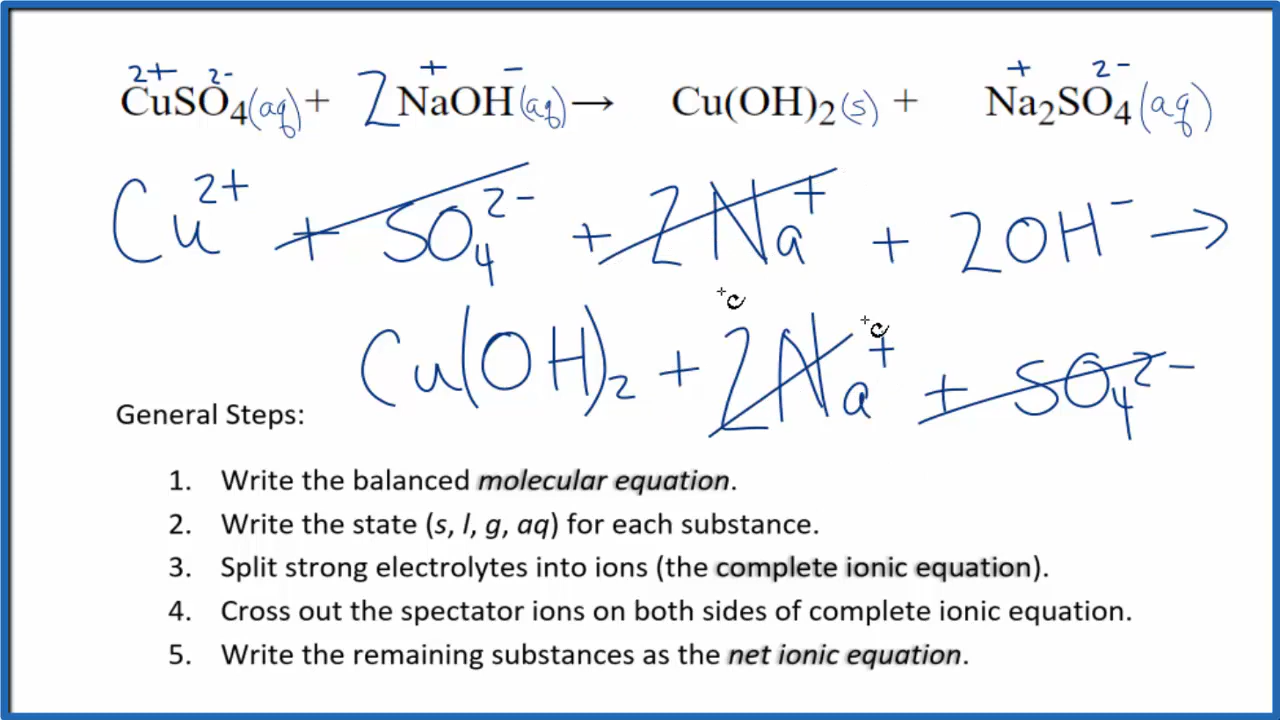 CuSO₄(aq) + 2NaOH(aq) → Cu(OH)₂(s) + Na₂SO₄(aq)
2+ 2- + - + 2-
Cu²⁺ + SO₄²⁻ + 2Na⁺ + 2OH⁻ →
Cu(OH)₂ + 2Na⁺ + SO₄²⁻
General Steps:
1. Write the balanced molecular equation.
2. Write the state (s, l, g, aq) for each substance.
3. Split strong electrolytes into ions (the complete ionic equation).
4. Cross out the spectator ions on both sides of complete ionic equation.
5. Write the remaining substances as the net ionic equation.